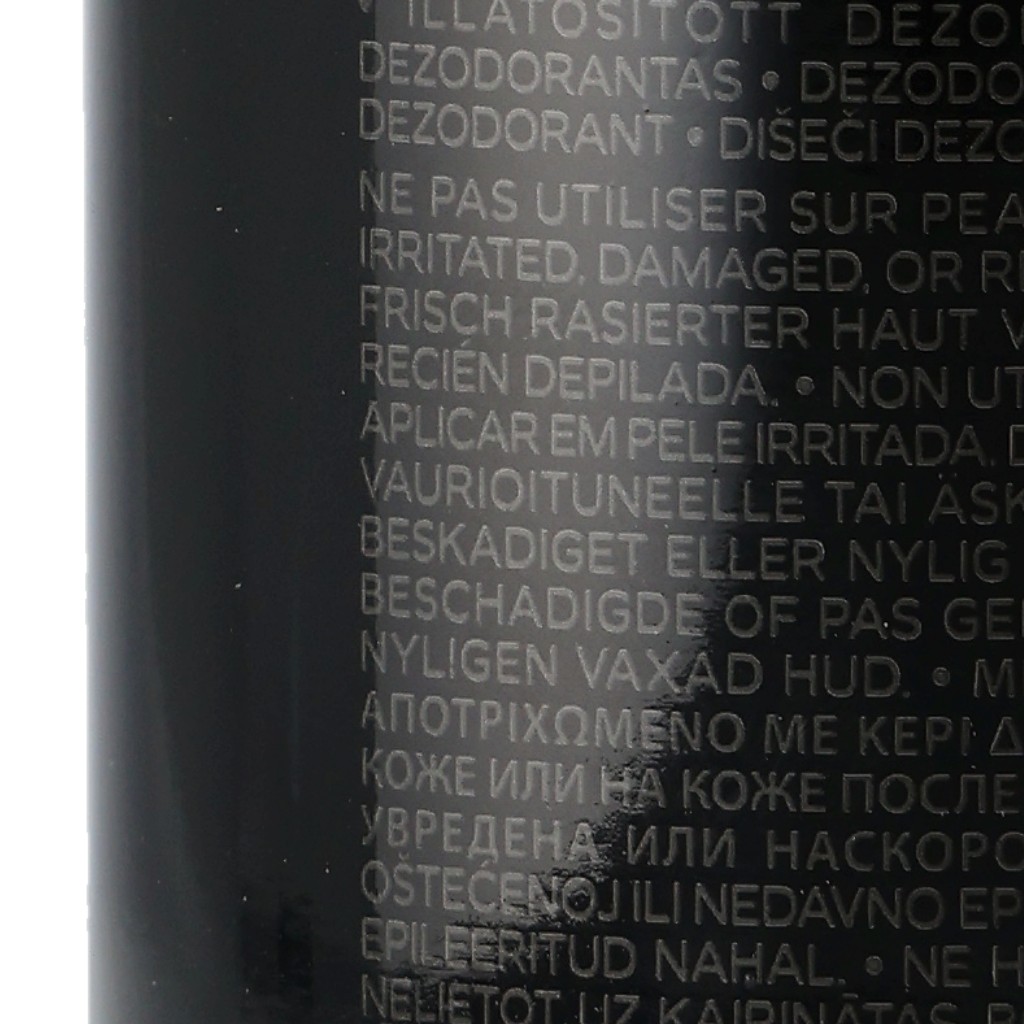 • ILLATOSÍTOTT DEZO
DEZODORANTAS • DEZODO
DEZODORANT • DIŠEČI DEZO
NE PAS UTILISER SUR PEA
IRRITATED, DAMAGED, OR R
FRISCH RASIERTER HAUT V
RECIÉN DEPILADA. • NON UT
APLICAR EM PELE IRRITADA, D
VAURIOITUNEELLE TAI ÄSK
BESKADIGET ELLER NYLIG
BESCHADIGDE OF PAS GE
NYLIGEN VAXAD HUD. • M
ΑΠΟΤΡΙΧΩΜΕΝΟ ΜΕ ΚΕΡΙ Δ
КОЖЕ ИЛИ НА КОЖЕ ПОСЛЕ
УВРЕДЕНА ИЛИ НАСКОРО
OŠTEĆENOJ ILI NEDAVNO EP
EPILEERITUD NAHAL. • NE H
NELIETOT UZ KAIRINĀTAS